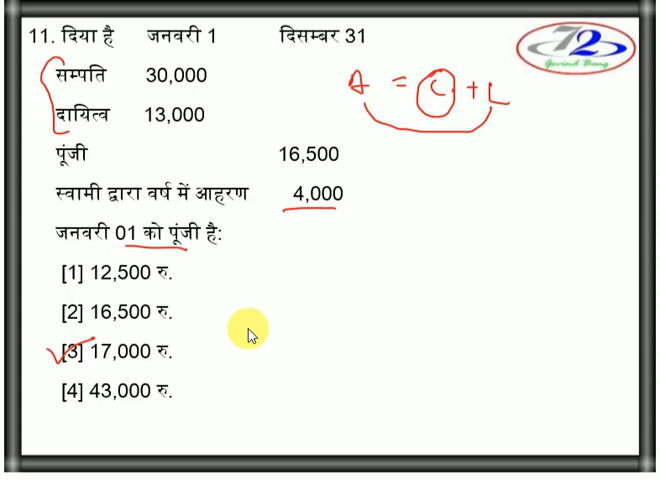 11. दिया है जनवरी 1 दिसम्बर 31
सम्पति 30,000
दायित्व 13,000
A = C + L
पूंजी 16,500
स्वामी द्वारा वर्ष में आहरण 4,000
जनवरी 01 को पूंजी है:
[1] 12,500 रु.
[2] 16,500 रु.
[3] 17,000 रु.
[4] 43,000 रु.
72
Govind Bang